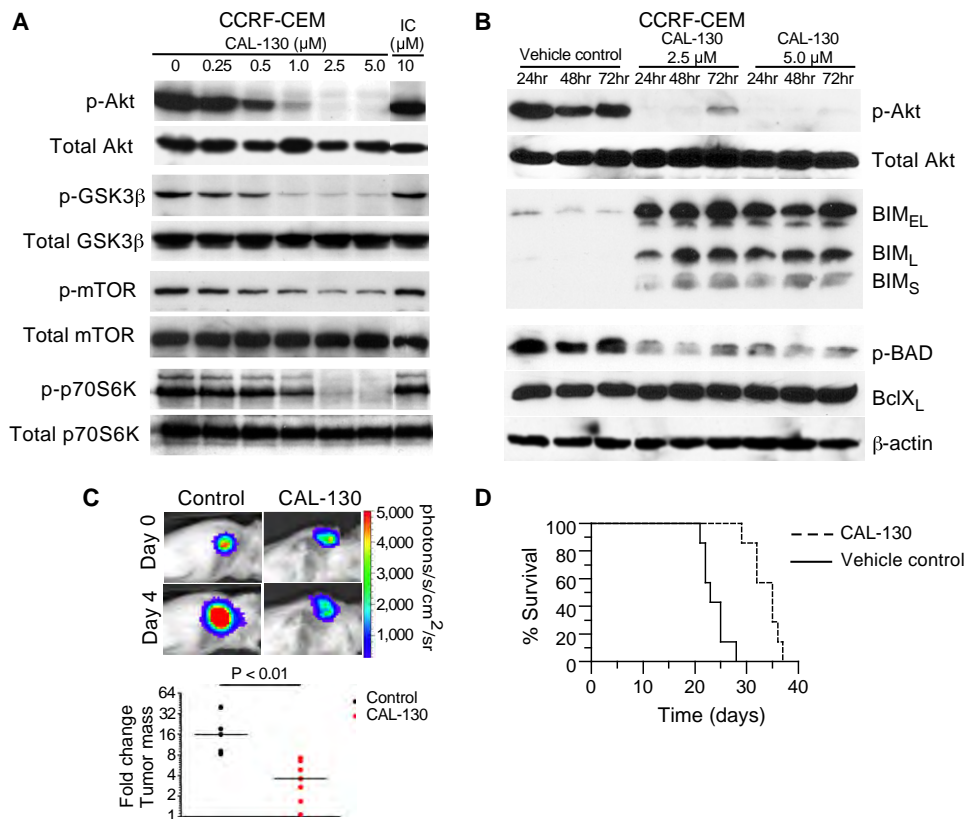 A
CCRF-CEM
CAL-130 (μM)
IC (μM)
0 0.25 0.5 1.0 2.5 5.0 10
p-Akt
Total Akt
p-GSK3β
Total GSK3β
p-mTOR
Total mTOR
p-p70S6K
Total p70S6K
B
CCRF-CEM
Vehicle control
CAL-130 2.5 μM
CAL-130 5.0 μM
24hr 48hr 72hr 24hr 48hr 72hr 24hr 48hr 72hr
p-Akt
Total Akt
BIM_EL
BIM_L
BIM_S
p-BAD
BclX_L
β-actin
C
Control
CAL-130
Day 0
Day 4
5,000
4,000
3,000
2,000
1,000
photons/s/cm²/sr
P < 0.01
Control
CAL-130
Fold change
Tumor mass
64
32
16
8
4
2
1
D
% Survival
100
80
60
40
20
0
0 10 20 30 40
Time (days)
CAL-130
Vehicle control